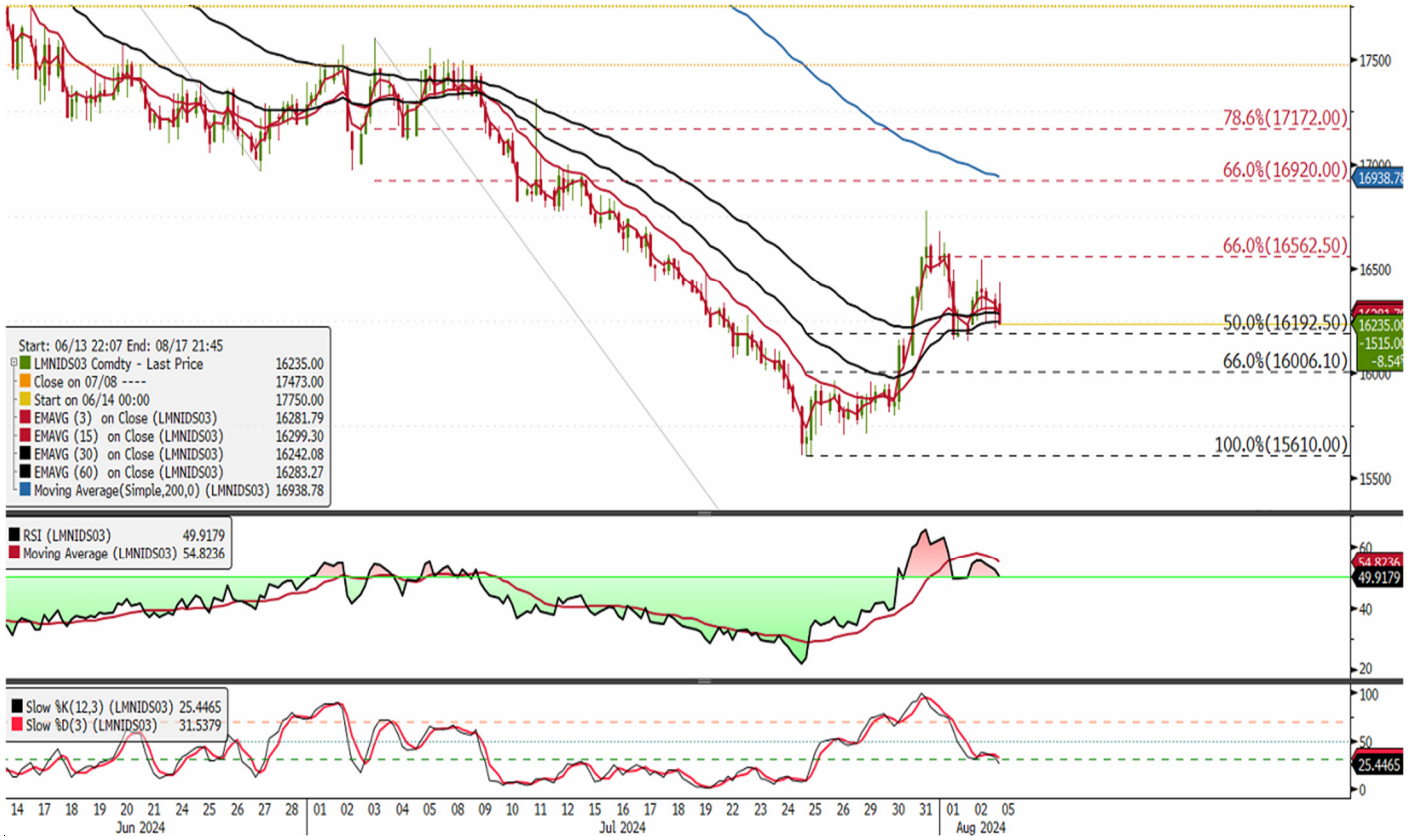 17500
78.6%(17172.00)
17000
66.0%(16920.00)
16938.78
66.0%(16562.50)
16500
50.0%(16192.50)
16235.00
-1515.00
-8.54%
66.0%(16006.10)
16000
100.0%(15610.00)
15500
Start: 06/13 22:07 End: 08/17 21:45
LMNIDS03 Comdty - Last Price 16235.00
Close on 07/08 ---- 17473.00
Start on 06/14 00:00 17750.00
EMAVG (3) on Close (LMNIDS03) 16281.79
EMAVG (15) on Close (LMNIDS03) 16299.30
EMAVG (30) on Close (LMNIDS03) 16242.08
EMAVG (60) on Close (LMNIDS03) 16283.27
Moving Average(Simple,200,0) (LMNIDS03) 16938.78
RSI (LMNIDS03) 49.9179
Moving Average (LMNIDS03) 54.8236
60
54.8236
49.9179
40
20
Slow %K(12,3) (LMNIDS03) 25.4465
Slow %D(3) (LMNIDS03) 31.5379
100
50
25.4465
0
14 17 18 19 20 21 24 25 26 27 28 01 02 03 04 05 08 09 10 11 12 15 16 17 18 19 22 23 24 25 26 29 30 31 01 02 05
Jun 2024 Jul 2024 Aug 2024